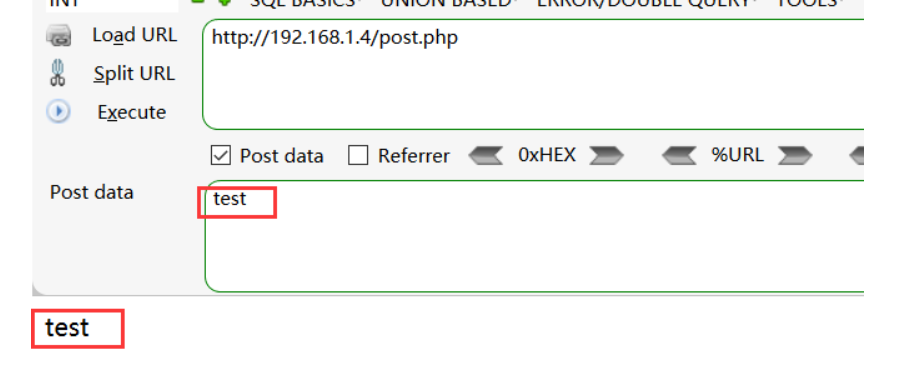 INT SQL BASICS UNION BASED ERROR/DOUBLE QUERY TOOLS
Load URL http://192.168.1.4/post.php
Split URL
Execute
Post data Referrer 0xHEX %URL
Post data test
test